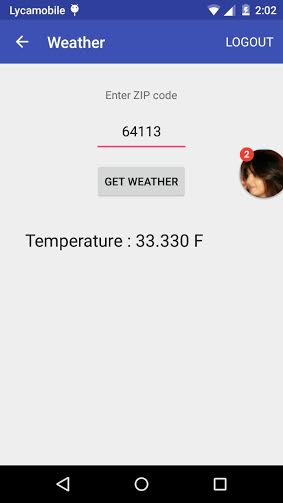 Lycamobile 2:02
Weather LOGOUT
Enter ZIP code
64113
2
GET WEATHER
Temperature : 33.330 F